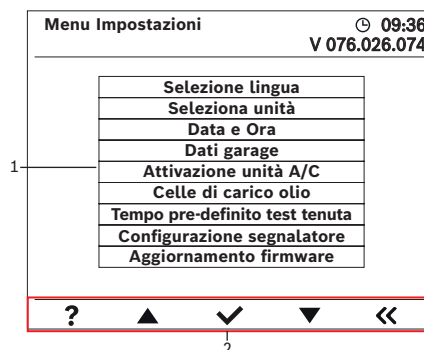 Menu Impostazioni
09:36
V 076.026.074
Selezione lingua
Seleziona unità
Data e Ora
Dati garage
1
Attivazione unità A/C
Celle di carico olio
Tempo pre-definito test tenuta
Configurazione segnalatore
Aggiornamento firmware
?
2